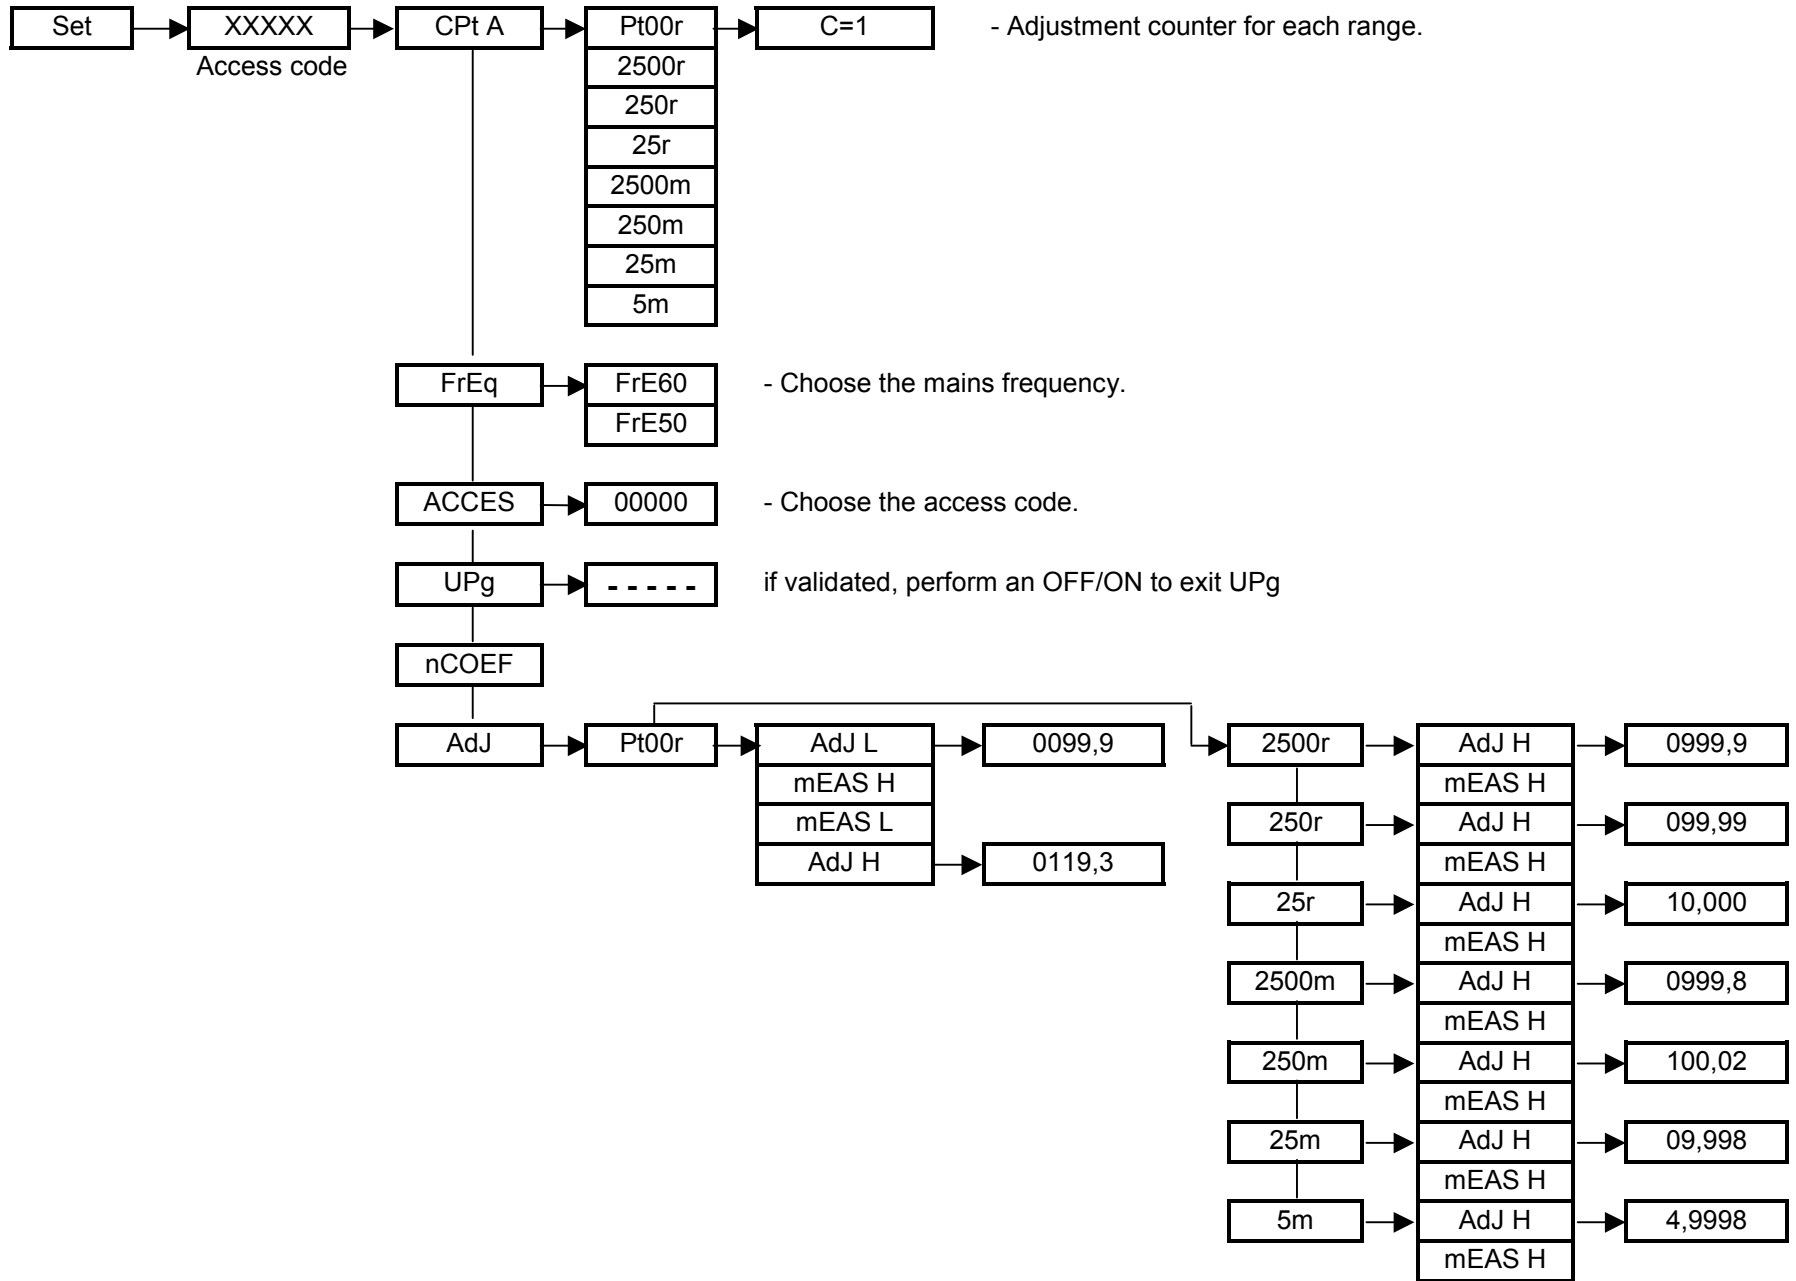 Set XXXXX CPt A Pt00r C=1 - Adjustment counter for each range.
Access code 2500r
250r
25r
2500m
250m
25m
5m
FrEq FrE60 - Choose the mains frequency.
FrE50
ACCES 00000 - Choose the access code.
UPg - - - - - if validated, perform an OFF/ON to exit UPg
nCOEF
AdJ Pt00r AdJ L 0099,9 2500r AdJ H 0999,9
mEAS H mEAS H
mEAS L 250r AdJ H 099,99
AdJ H 0119,3 mEAS H
25r AdJ H 10,000
mEAS H
2500m AdJ H 0999,8
mEAS H
250m AdJ H 100,02
mEAS H
25m AdJ H 09,998
mEAS H
5m AdJ H 4,9998
mEAS H